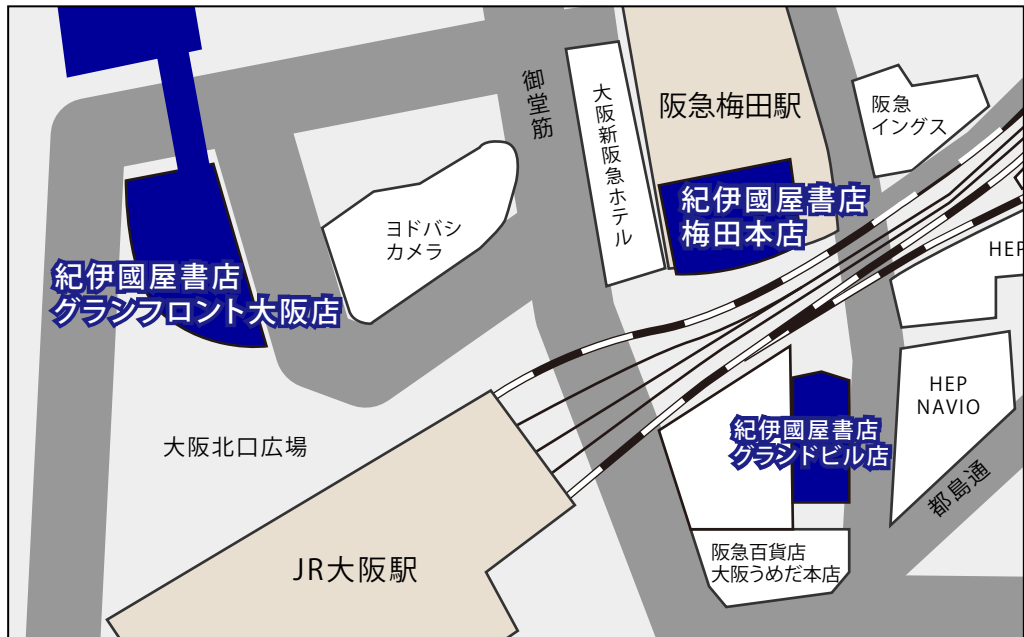 御堂筋
大阪新阪急ホテル
阪急梅田駅
阪急
イングス
紀伊國屋書店
梅田本店
ヨドバシ
カメラ
紀伊國屋書店
グランフロント大阪店
HEP
HEP
NAVIO
紀伊國屋書店
グランドビル店
大阪北口広場
都島通
JR大阪駅
阪急百貨店
大阪うめだ本店